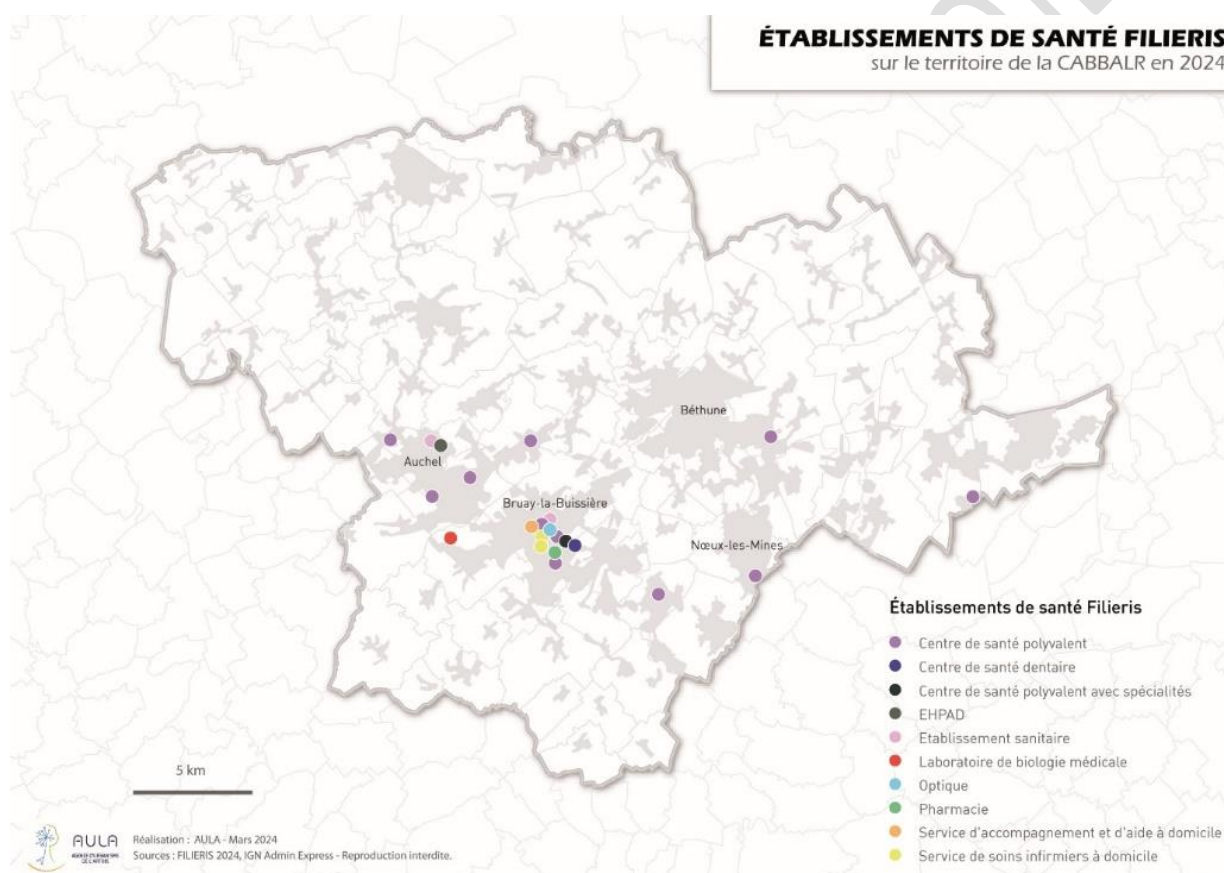 ÉTABLISSEMENTS DE SANTÉ FILIERIS
sur le territoire de la CABBALR en 2024
Béthune
Auchel
Bruay-la-Buissière
Nœux-les-Mines
Établissements de santé Filieris
Centre de santé polyvalent
Centre de santé dentaire
Centre de santé polyvalent avec spécialités
EHPAD
Etablissement sanitaire
Laboratoire de biologie médicale
Optique
Pharmacie
Service d'accompagnement et d'aide à domicile
Service de soins infirmiers à domicile
5 km
AULA
Réalisation : AULA - Mars 2024
Sources : FILIERIS 2024, IGN Admin Express - Reproduction interdite.